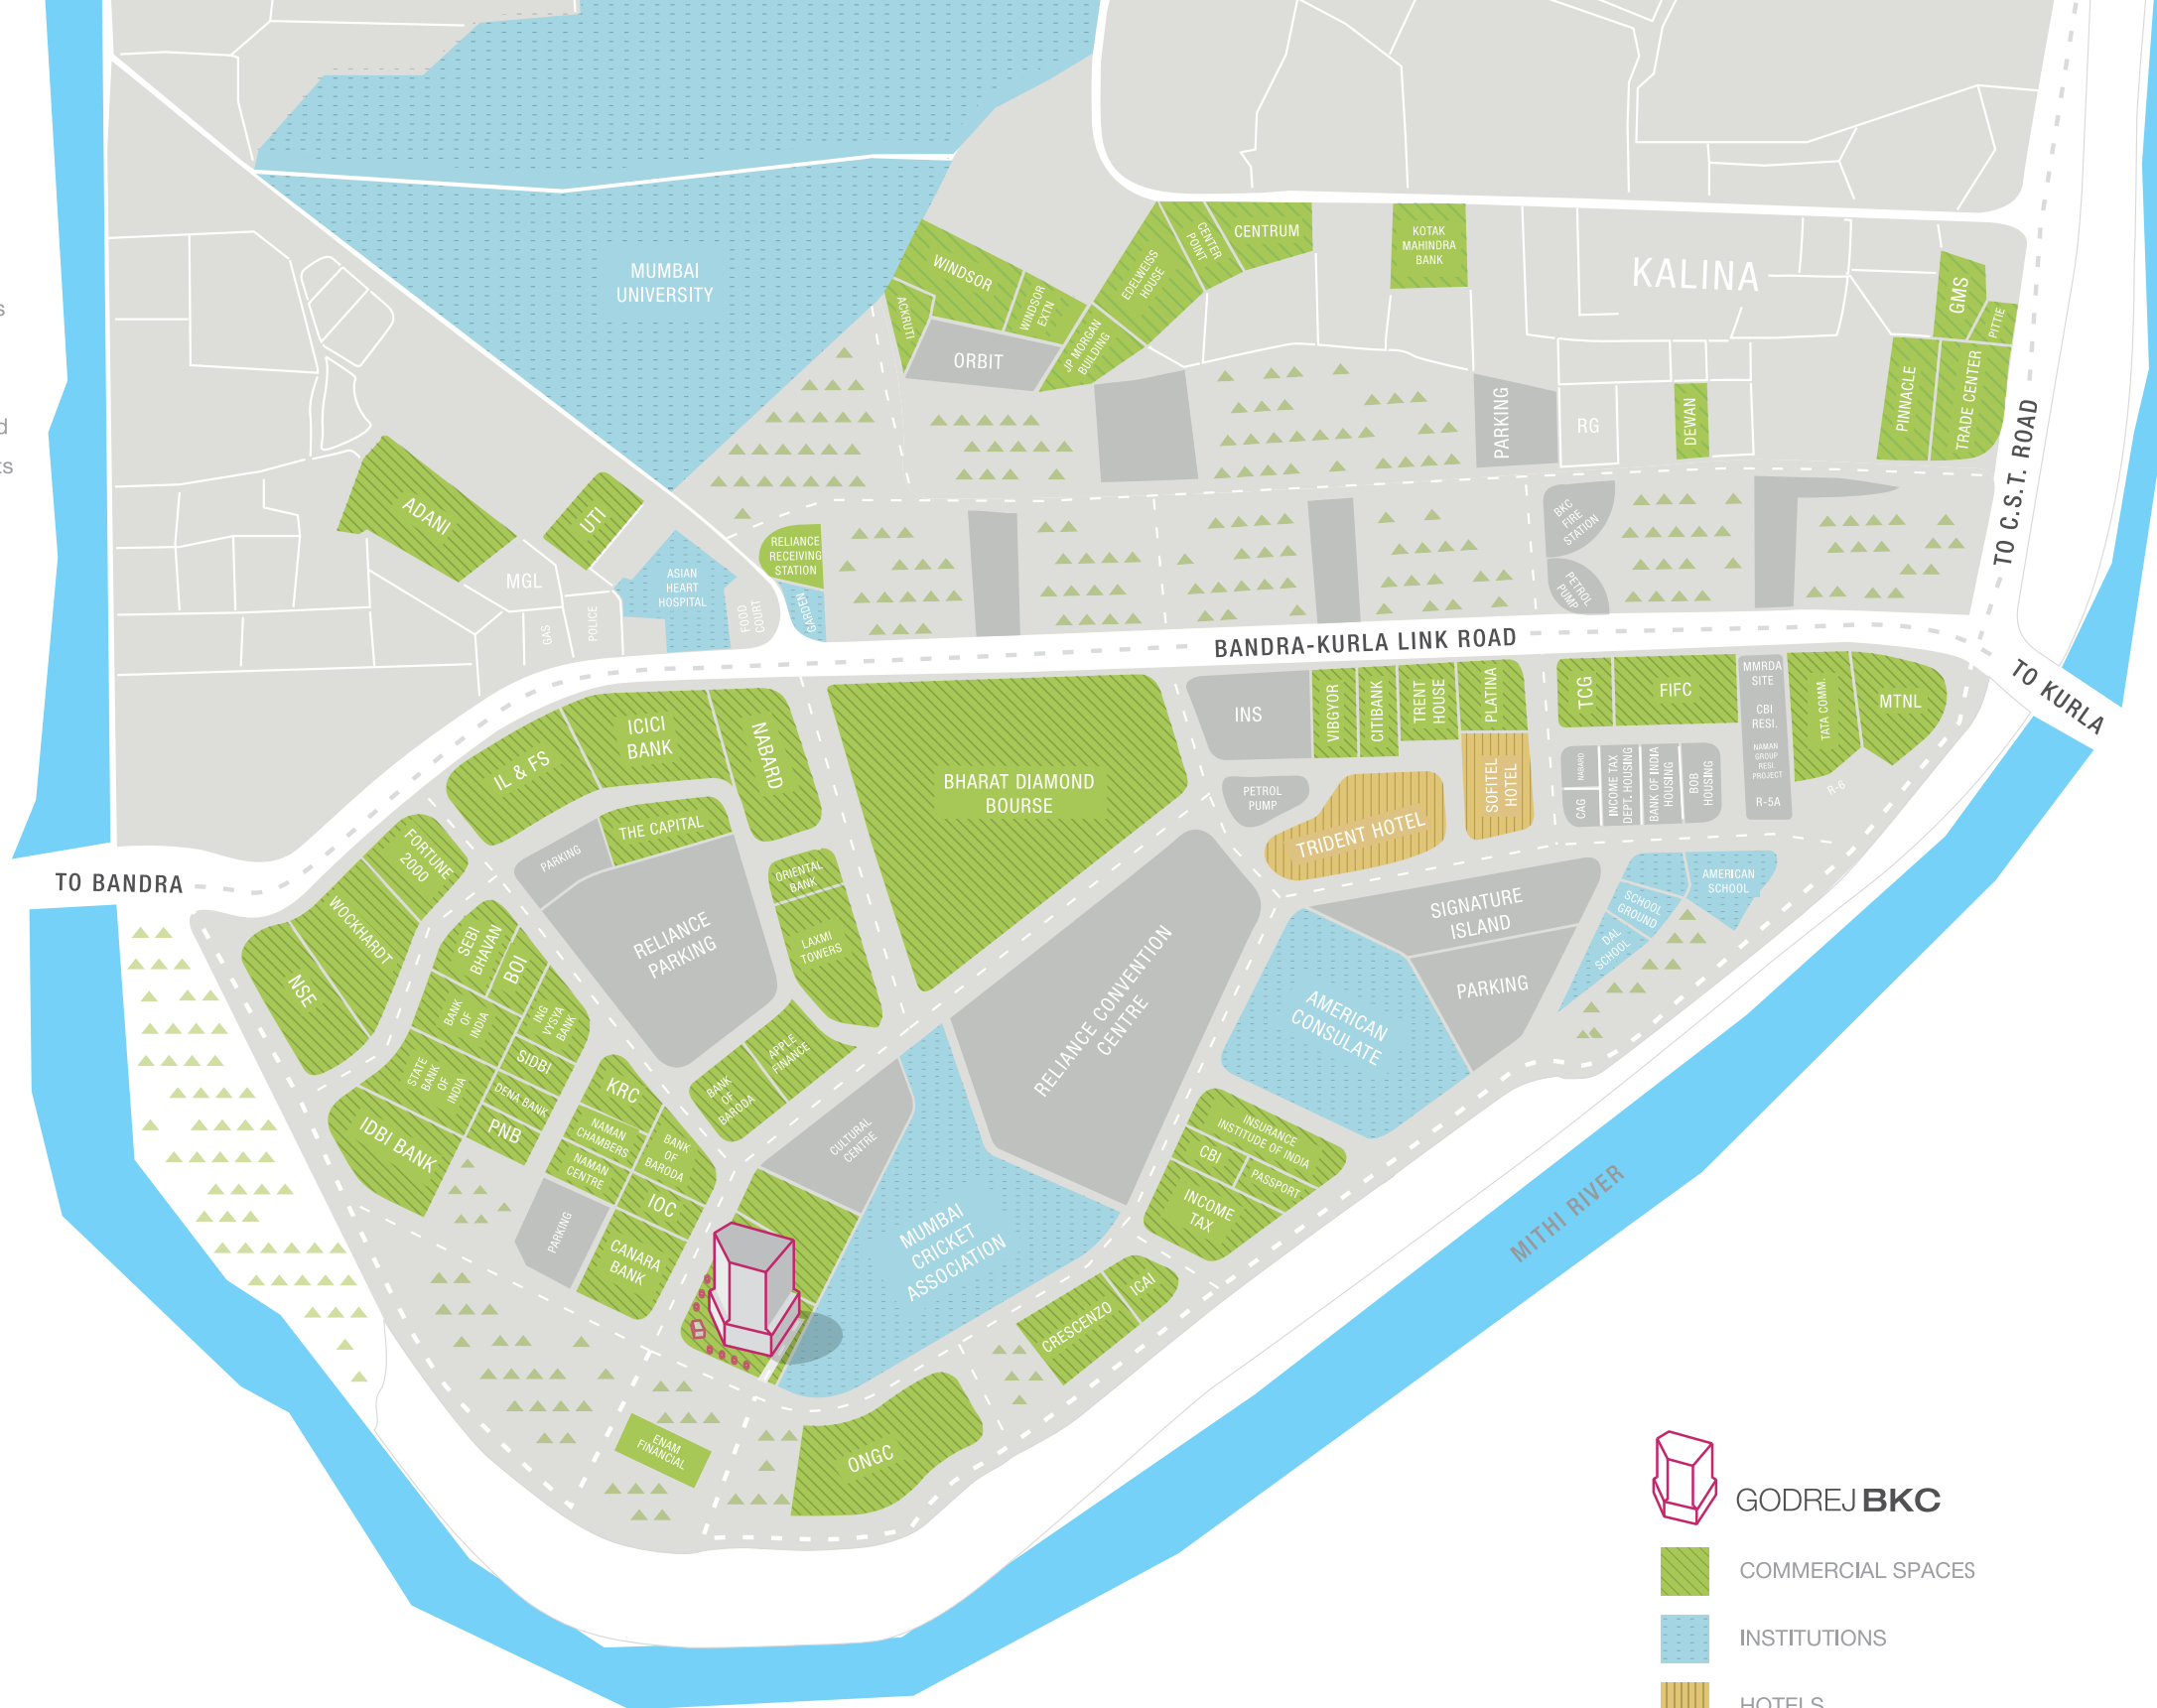 s
d
ts
MUMBAI
UNIVERSITY
WINDSOR
WINDSOR
EXTN
ACKRUTI
ORBIT
JP MORGAN
BUILDING
EDELWEISS
HOUSE
CENTER
POINT
CENTRUM
KOTAK
MAHINDRA
BANK
KALINA
GMS
PITTIE
PINNACLE
TRADE CENTER
DEWAN
RG
PARKING
TO C.S.T. ROAD
ADANI
UTI
MGL
GAS
POLICE
ASIAN
HEART
HOSPITAL
FOOD
COURT
RELIANCE
RECEIVING
STATION
GARDEN
BKC
FIRE
STATION
PETROL
PUMP
BANDRA-KURLA LINK ROAD
TO KURLA
IL & FS
ICICI
BANK
NABARD
BHARAT DIAMOND
BOURSE
INS
VIBGYOR
CITIBANK
TRENT
HOUSE
PLATINA
TCG
FIFC
MMRDA
SITE
CBI
RESI.
NAMAN
GROUP
RESI.
PROJECT
R-5A
TATA COMM.
MTNL
R-6
PETROL
PUMP
TRIDENT HOTEL
SOFITEL
HOTEL
NABARD
CAG
INCOME TAX
DEPT. HOUSING
BANK OF INDIA
HOUSING
BOB
HOUSING
TO BANDRA
FORTUNE
2000
WOCKHARDT
NSE
PARKING
THE CAPITAL
RELIANCE
PARKING
ORIENTAL
BANK
LAXMI
TOWERS
SEBI
BHAVAN
BOI
BANK
OF
INDIA
ING
VYSYA
BANK
STATE
BANK
OF
INDIA
SIDBI
DENA BANK
PNB
IDBI BANK
KRC
NAMAN
CHAMBERS
NAMAN
CENTRE
BANK
OF
BARODA
IOC
PARKING
CANARA
BANK
BANK
OF
BARODA
APPLE
FINANCE
CULTURAL
CENTRE
RELIANCE CONVENTION
CENTRE
SIGNATURE
ISLAND
PARKING
AMERICAN
SCHOOL
SCHOOL
GROUND
DAL
SCHOOL
AMERICAN
CONSULATE
INSURANCE
INSTITUDE OF INDIA
CBI
PASSPORT
INCOME
TAX
MUMBAI
CRICKET
ASSOCIATION
CRESCENZO
ICAI
MITHI RIVER
ENAM
FINANCIAL
ONGC
GODREJ BKC
COMMERCIAL SPACES
INSTITUTIONS
HOTELS